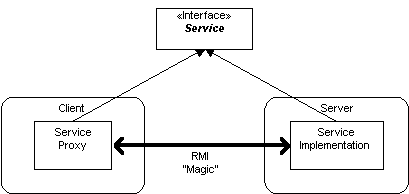 «Interface»
Service
Client
Server
Service
Proxy
Service
Implementation
RMI
"Magic"